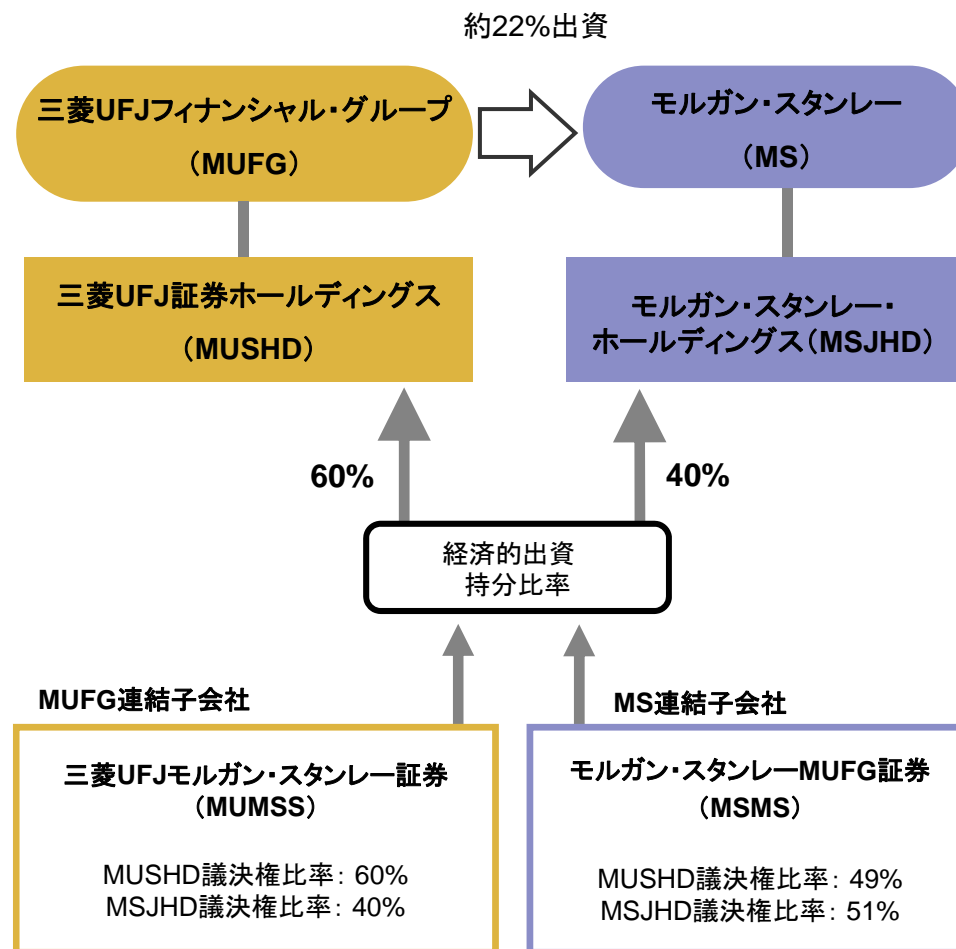 約22%出資
三菱UFJフィナンシャル・グループ
（MUFG）
モルガン・スタンレー
（MS）
三菱UFJ証券ホールディングス
（MUSHD）
モルガン・スタンレー・
ホールディングス（MSJHD）
60%
40%
経済的出資
持分比率
MUFG連結子会社
三菱UFJモルガン・スタンレー証券
（MUMSS）
MUSHD議決権比率： 60%
MSJHD議決権比率： 40%
MS連結子会社
モルガン・スタンレーMUFG証券
（MSMS）
MUSHD議決権比率： 49%
MSJHD議決権比率： 51%